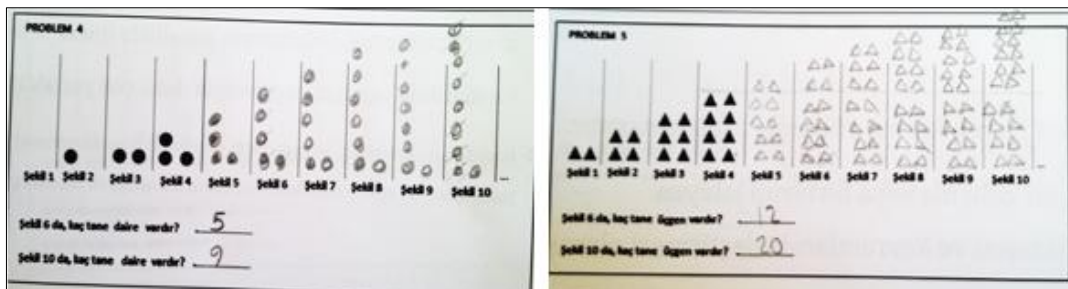 PROBLEM 4
Şekil 1 Şekil 2 Şekil 3 Şekil 4 Şekil 5 Şekil 6 Şekil 7 Şekil 8 Şekil 9 Şekil 10 ...
Şekil 6 da, kaç tane daire vardır? 5
Şekil 10 da, kaç tane daire vardır? 9
PROBLEM 5
Şekil 1 Şekil 2 Şekil 3 Şekil 4 Şekil 5 Şekil 6 Şekil 7 Şekil 8 Şekil 9 Şekil 10 ...
Şekil 6 da, kaç tane üçgen vardır? 12
Şekil 10 da, kaç tane üçgen vardır? 20